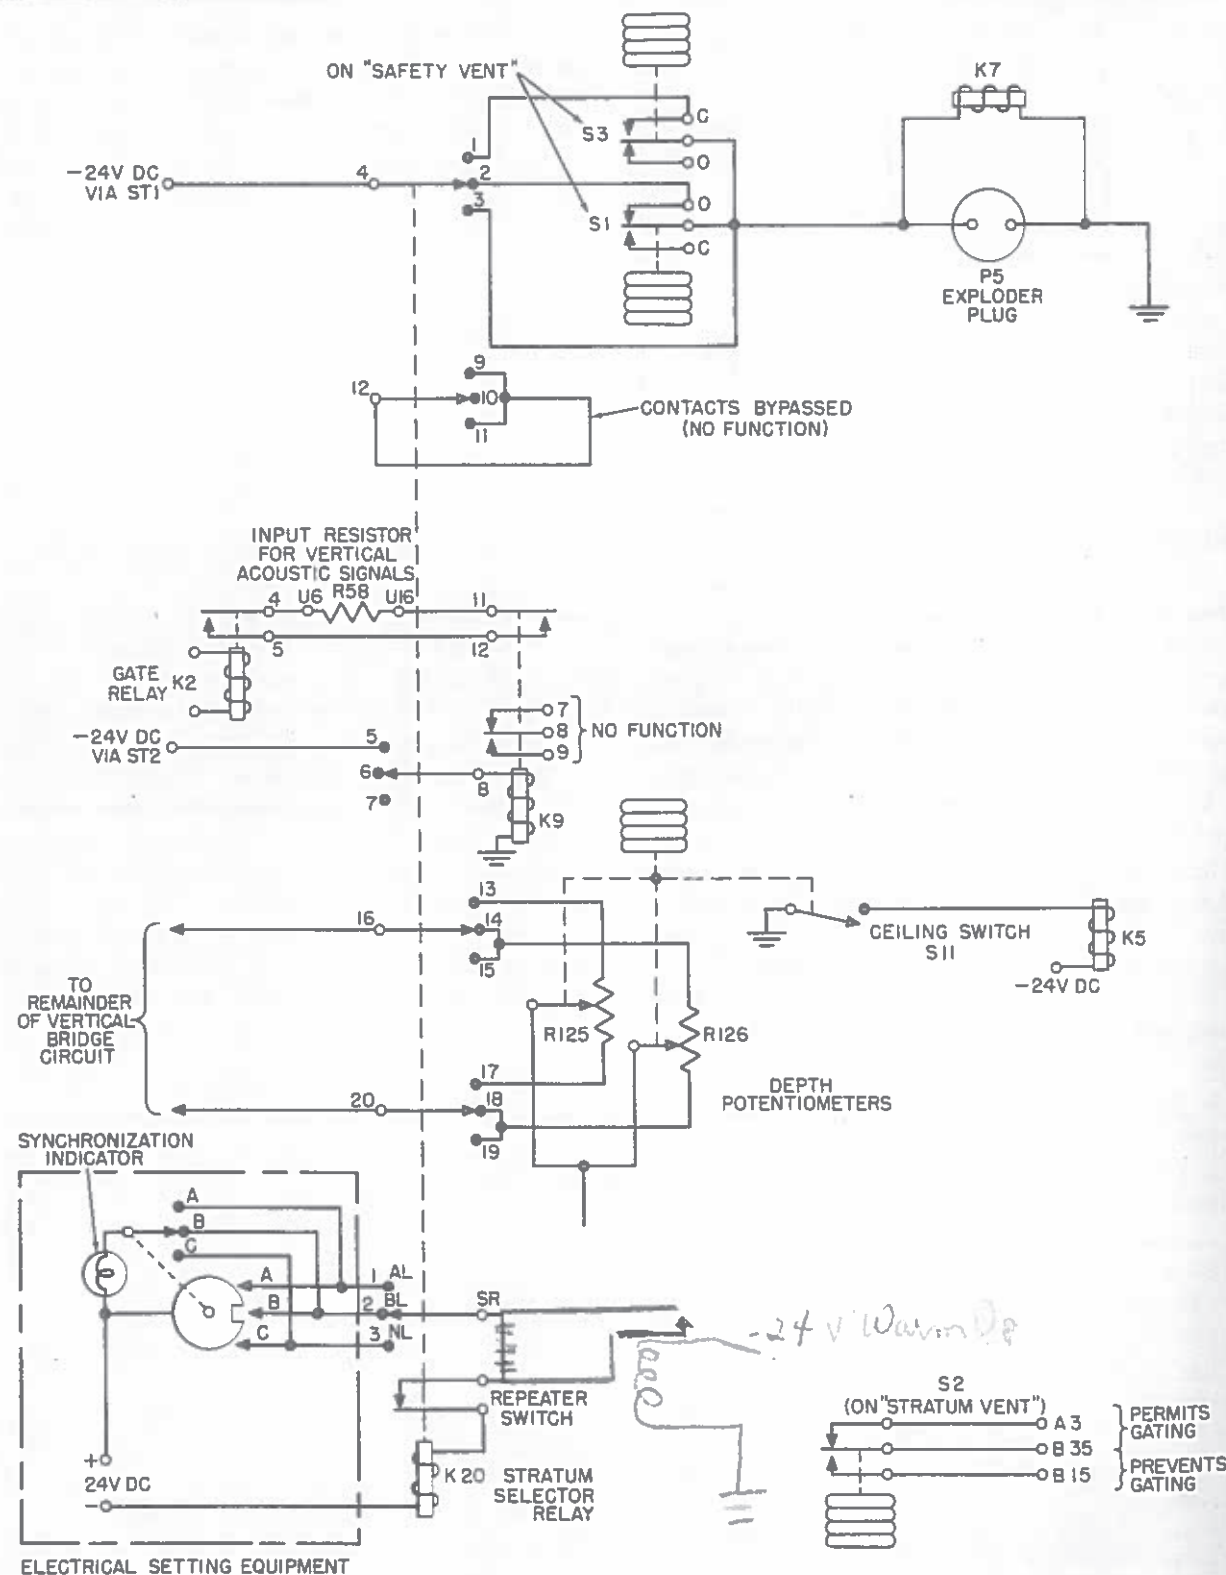 ON "SAFETY VENT"
K7
1
C
S3
-24V DC
VIA ST1
4
2
O
3
O
S1
C
P5
EXPLODER
PLUG
9
12
10
11
CONTACTS BYPASSED
(NO FUNCTION)
INPUT RESISTOR
FOR VERTICAL
ACOUSTIC SIGNALS
4 U6 R58 U16 11
5 12
GATE
RELAY K2
7
8 NO FUNCTION
9
-24V DC
VIA ST2
5
6
7
8
K9
13
16
14
15
CEILING SWITCH
S11
K5
-24V DC
TO
REMAINDER
OF VERTICAL
BRIDGE
CIRCUIT
R125
R126
17
20
18
19
DEPTH
POTENTIOMETERS
SYNCHRONIZATION
INDICATOR
A
B
C
A 1 AL
B 2 BL
C 3 NL
SR
-24 V Warm
REPEATER
SWITCH
S2
(ON "STRATUM VENT")
A3
B35
B15
PERMITS
GATING
PREVENTS
GATING
+
24V DC
-
K20 STRATUM
SELECTOR
RELAY
ELECTRICAL SETTING EQUIPMENT